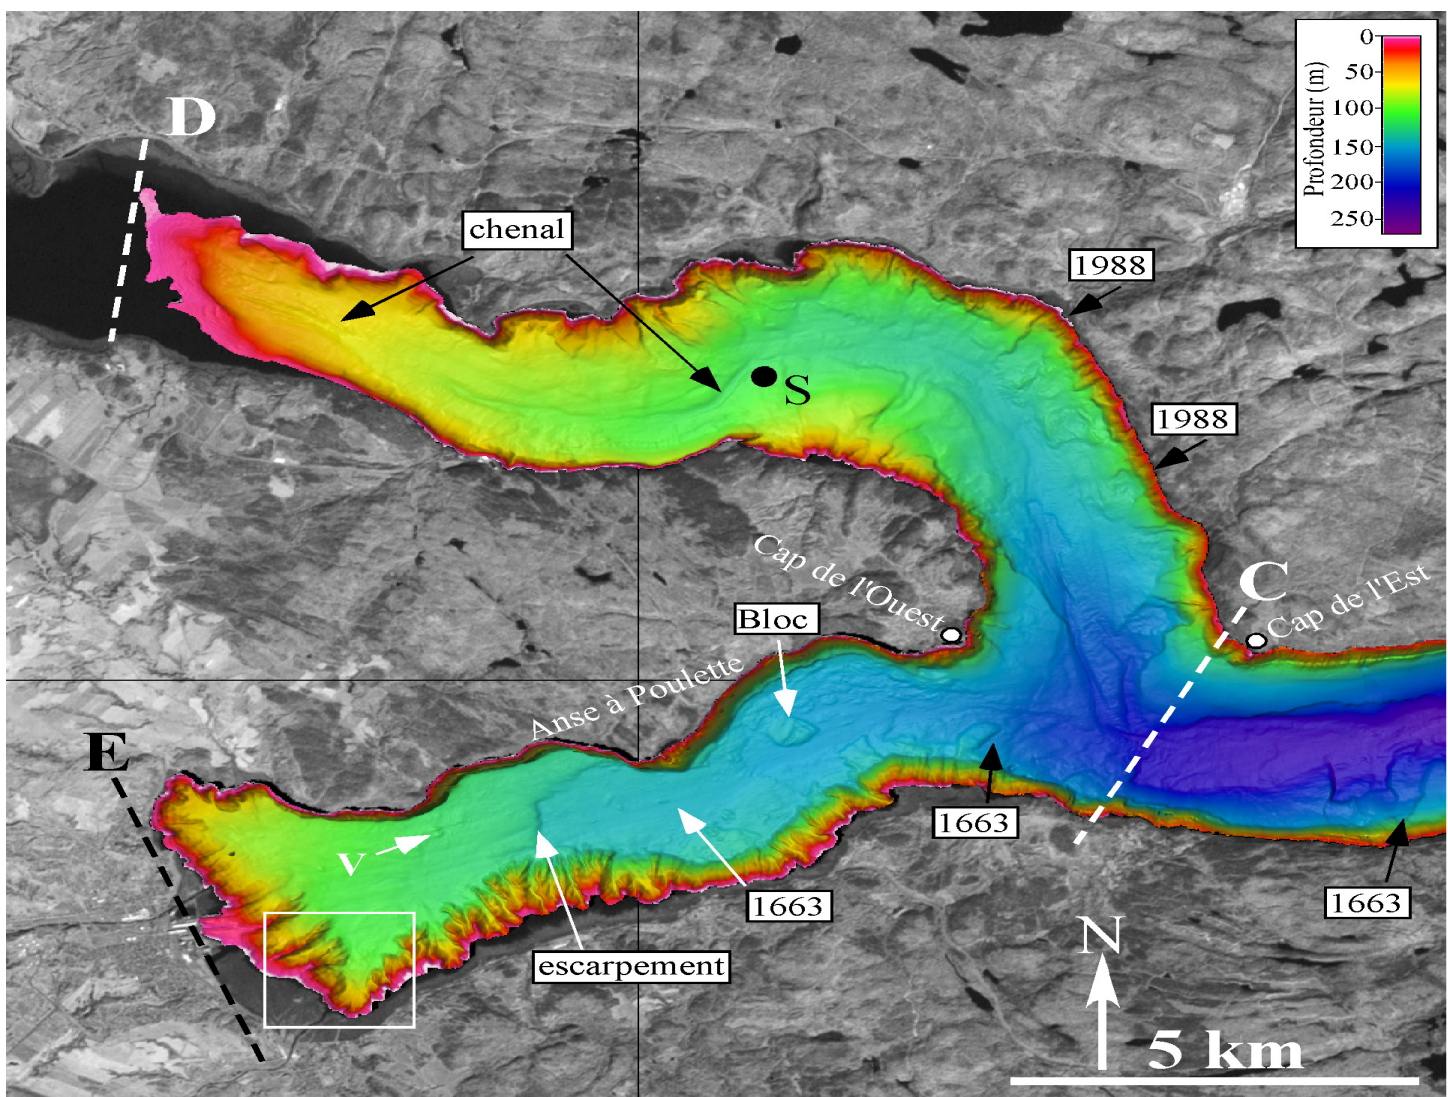 D
0
50
100
150
200
250
Profondeur (m)
chenal
1988
S
1988
Cap de l'Ouest
C
Cap de l'Est
Bloc
Anse à Poulette
E
V
1663
1663
1663
escarpement
N
5 km